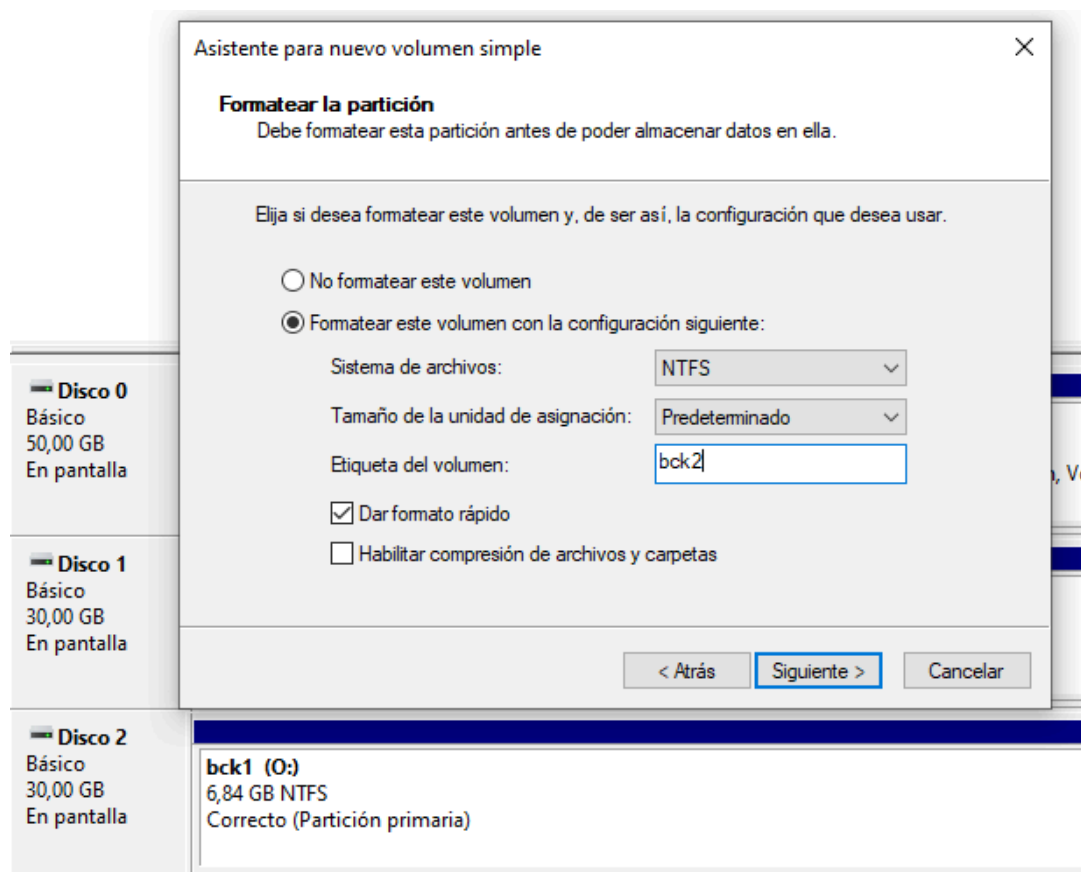 Asistente para nuevo volumen simple
Formatear la partición
Debe formatear esta partición antes de poder almacenar datos en ella.
Elija si desea formatear este volumen y, de ser así, la configuración que desea usar.
No formatear este volumen
Formatear este volumen con la configuración siguiente:
Sistema de archivos: NTFS
Tamaño de la unidad de asignación: Predeterminado
Etiqueta del volumen: bck2
Dar formato rápido
Habilitar compresión de archivos y carpetas
< Atrás Siguiente > Cancelar
Disco 0
Básico
50,00 GB
En pantalla
Disco 1
Básico
30,00 GB
En pantalla
Disco 2
Básico
30,00 GB
En pantalla
bck1 (O:)
6,84 GB NTFS
Correcto (Partición primaria)